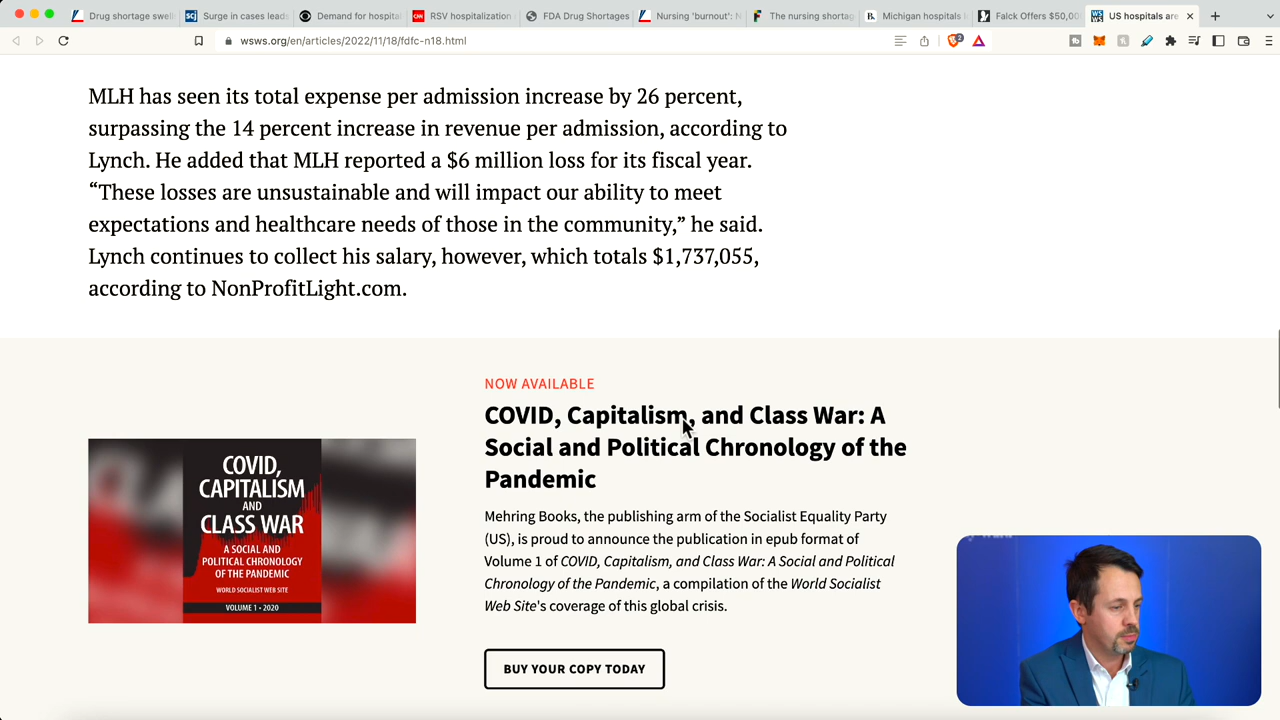 Drug shortage swell
Surge in cases leads
Demand for hospital
RSV hospitalization
FDA Drug Shortages
Nursing 'burnout': N
The nursing shortag
Michigan hospitals
Falck Offers $50,00
US hospitals are
wsws.org/en/articles/2022/11/18/fdfc-n18.html
MLH has seen its total expense per admission increase by 26 percent,
surpassing the 14 percent increase in revenue per admission, according to
Lynch. He added that MLH reported a $6 million loss for its fiscal year.
“These losses are unsustainable and will impact our ability to meet
expectations and healthcare needs of those in the community,” he said.
Lynch continues to collect his salary, however, which totals $1,737,055,
according to NonProfitLight.com.
NOW AVAILABLE
COVID, Capitalism, and Class War: A
Social and Political Chronology of the
Pandemic
COVID,
CAPITALISM
AND
CLASS WAR
A SOCIAL AND
POLITICAL CHRONOLOGY
OF THE PANDEMIC
WORLD SOCIALIST WEB SITE
VOLUME 1 • 2020
Mehring Books, the publishing arm of the Socialist Equality Party
(US), is proud to announce the publication in epub format of
Volume 1 of COVID, Capitalism, and Class War: A Social and Political
Chronology of the Pandemic, a compilation of the World Socialist
Web Site's coverage of this global crisis.
BUY YOUR COPY TODAY